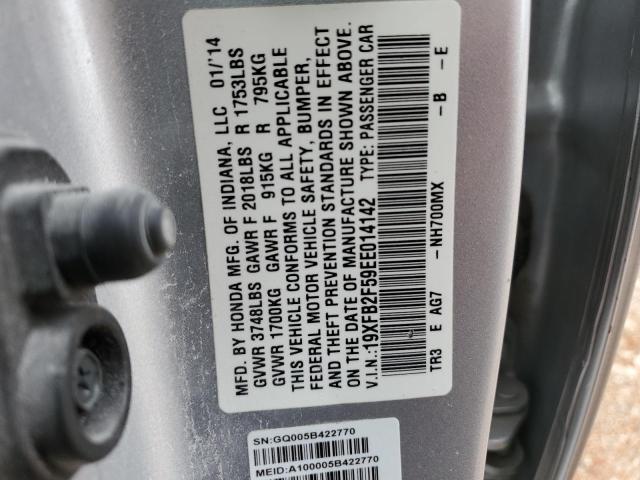 MFD. BY HONDA MFG. OF INDIANA, LLC 01/14
GVWR 3748LBS GAWR F 2018LBS R 1753LBS
GVWR 1700KG GAWR F 915KG R 795KG
THIS VEHICLE CONFORMS TO ALL APPLICABLE
FEDERAL MOTOR VEHICLE SAFETY, BUMPER,
AND THEFT PREVENTION STANDARDS IN EFFECT
ON THE DATE OF MANUFACTURE SHOWN ABOVE.
V.I.N.:19XFB2F59EE014142 TYPE: PASSENGER CAR
TR3 E AG7 -NH700MX -B -E
SN:GQ005B422770
MEID:A100005B422770